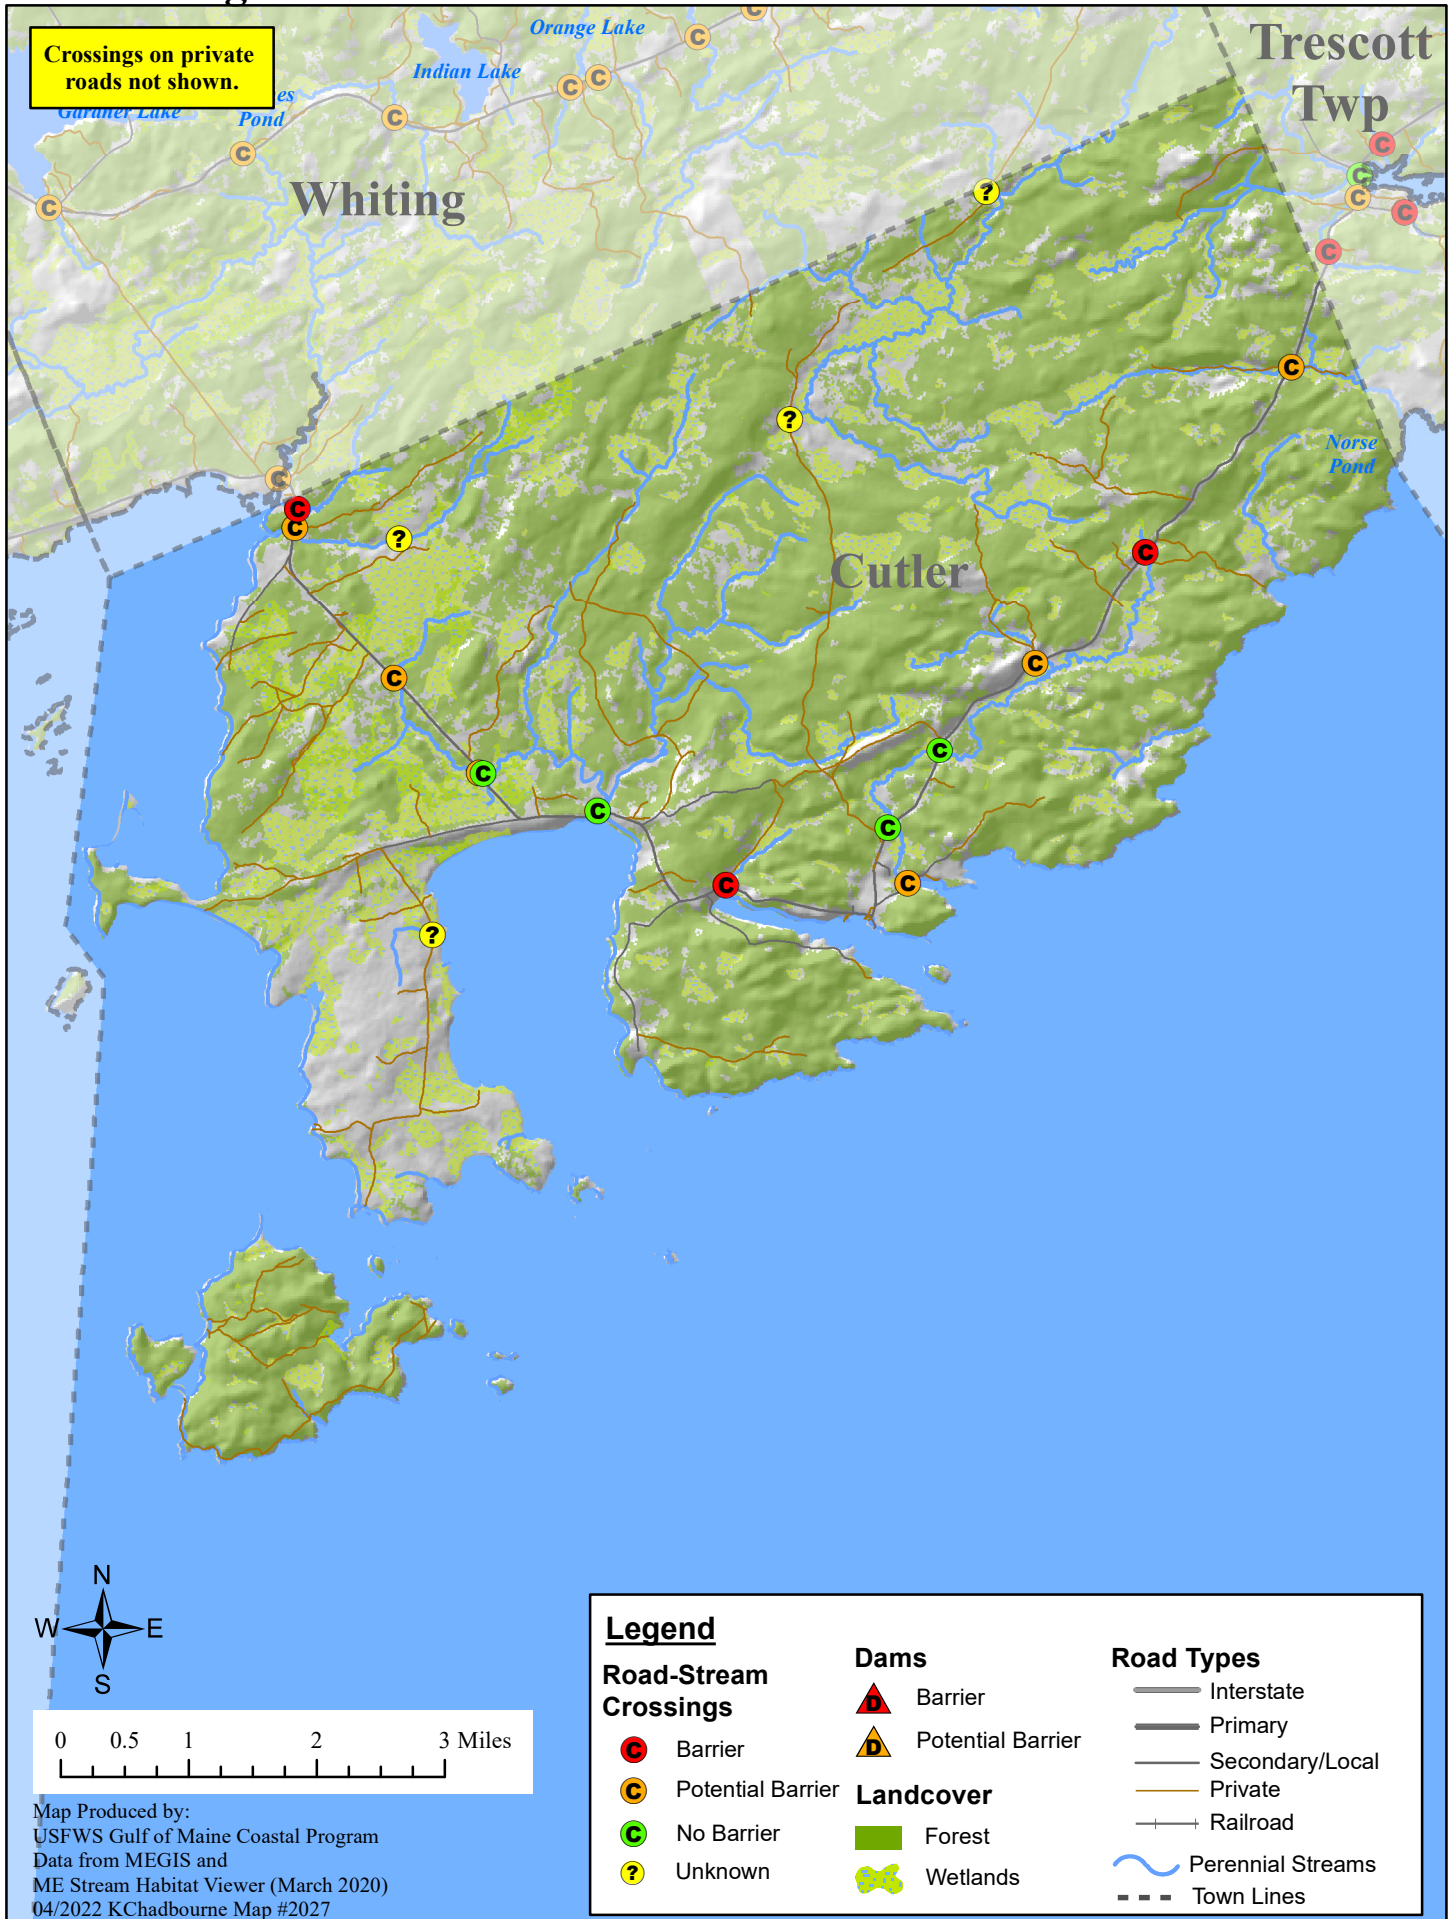 Crossings on private
roads not shown.
Orange Lake
Indian Lake
Gardner Lake
es
Pond
Trescott
Twp
Whiting
C
C
C
C
C
C
C
C
C
C
C
C
?
C
Norse
Pond
?
C
C
C
?
C
Cutler
C
C
C
C
C
C
C
C
C
?
N
W
E
S
0 0.5 1 2 3 Miles
Map Produced by:
USFWS Gulf of Maine Coastal Program
Data from MEGIS and
ME Stream Habitat Viewer (March 2020)
04/2022 KChadbourne Map #2027
Legend
Road-Stream
Crossings
C Barrier
C Potential Barrier
C No Barrier
? Unknown
Dams
D Barrier
D Potential Barrier
Landcover
Forest
Wetlands
Road Types
Interstate
Primary
Secondary/Local
Private
Railroad
Perennial Streams
Town Lines